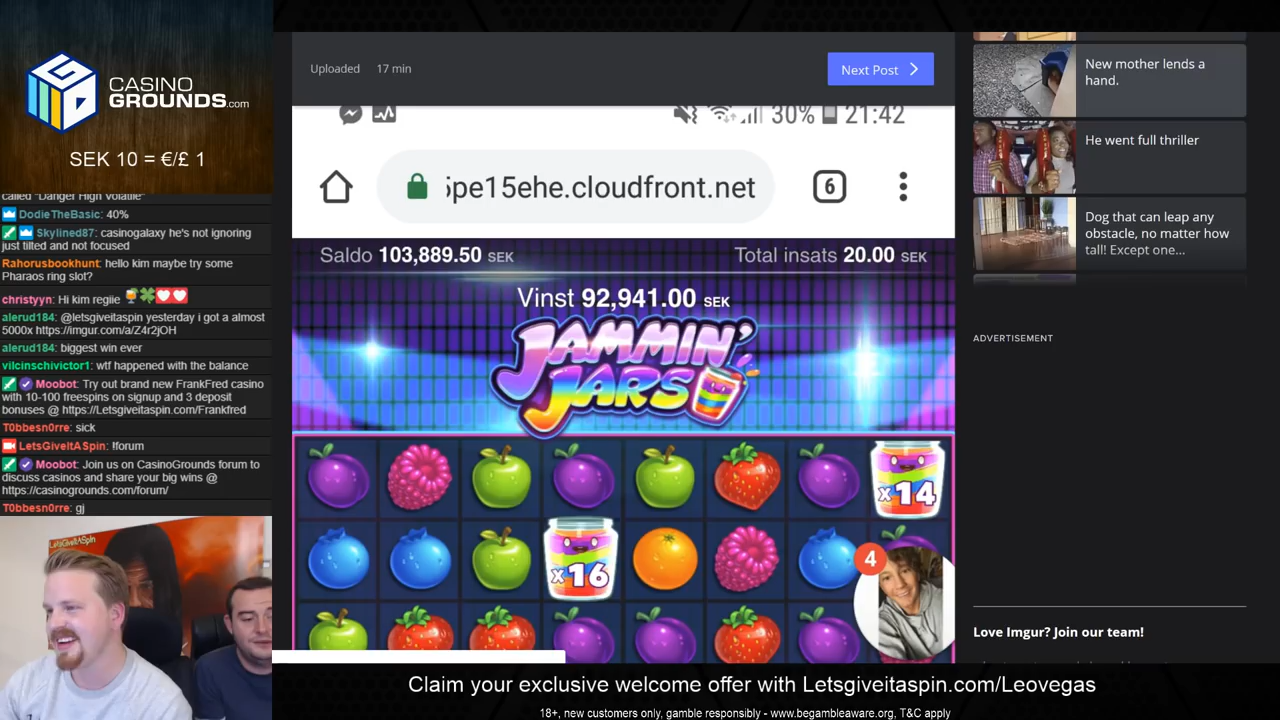 CASINO
GROUNDS.com
SEK 10 = €/£ 1
called "Danger High Volatile"
DodieTheBasic: 40%
Skylined87: casinogalaxy he's not ignoring
just tilted and not focused
Rahorusbookhunt: hello kim maybe try some
Pharaos ring slot?
christyyn: Hi kim regiie
alerud184: @letsgiveitaspin yesterday i got a almost
5000x https://imgur.com/a/Z4r2jOH
alerud184: biggest win ever
vilcinschivictor1: wtf happened with the balance
Moobot: Try out brand new FrankFred casino
with 10-100 freespins on signup and 3 deposit
bonuses @ https://Letsgiveitaspin.com/Frankfred
T0bbesn0rre: sick
LetsGiveItASpin: !forum
Moobot: Join us on CasinoGrounds forum to
discuss casinos and share your big wins @
https://casinogrounds.com/forum/
T0bbesn0rre: gj
LetsGiveItASpin
Uploaded 17 min
Next Post
30% 21:42
ipe15ehe.cloudfront.net
6
Saldo 103,889.50 SEK
Total insats 20.00 SEK
Vinst 92,941.00 SEK
JAMMIN'
JARS
x14
x16
4
New mother lends a
hand.
He went full thriller
Dog that can leap any
obstacle, no matter how
tall! Except one...
ADVERTISEMENT
Love Imgur? Join our team!
Claim your exclusive welcome offer with Letsgiveitaspin.com/Leovegas
18+, new customers only, gamble responsibly - www.begambleaware.org, T&C apply